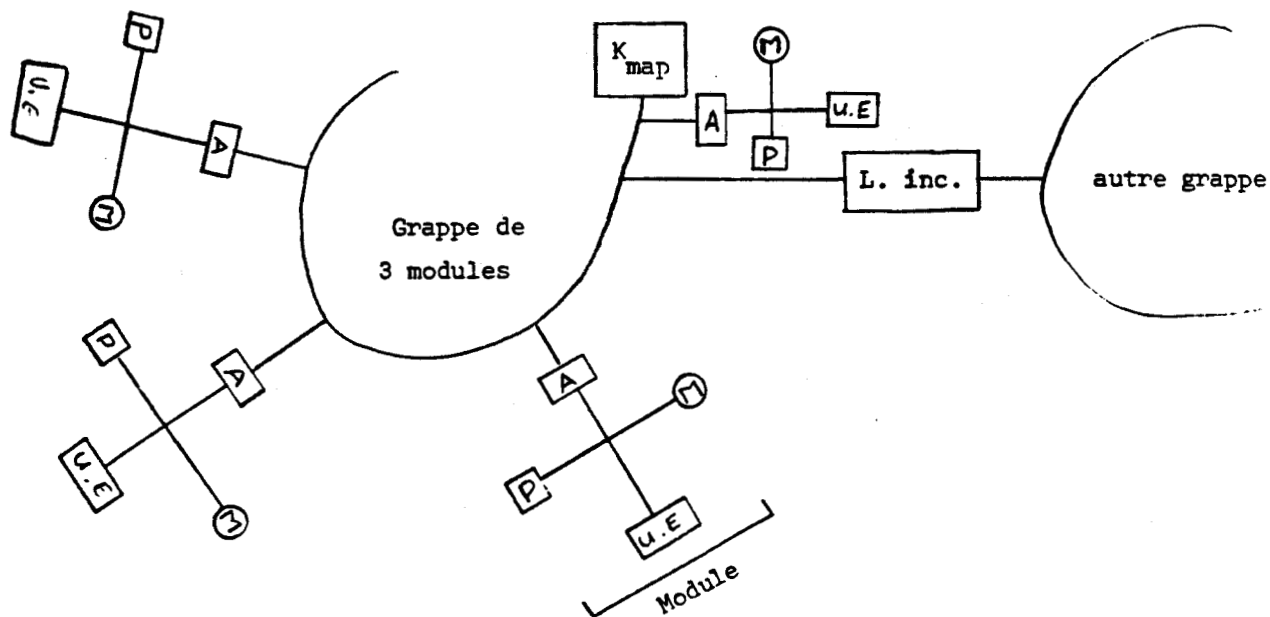 P
U.E
A
M
K
map
M
A
U.E
P
L. inc.
autre grappe
Grappe de
3 modules
P
A
U.E
M
A
M
P
U.E
Module